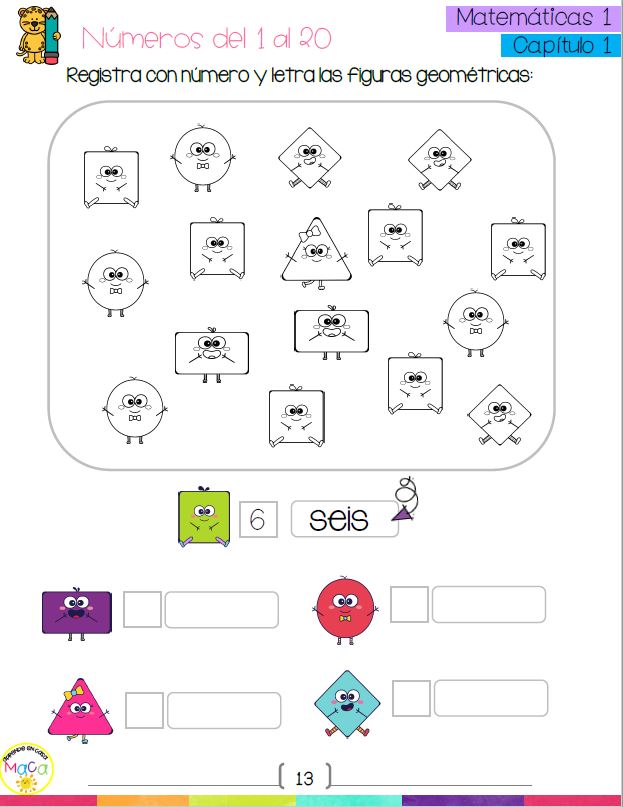 Matemáticas 1
Números del 1 al 20
Capítulo 1
Registra con número y letra las figuras geométricas:
6 seis
Aprende en casa
MaCa
13